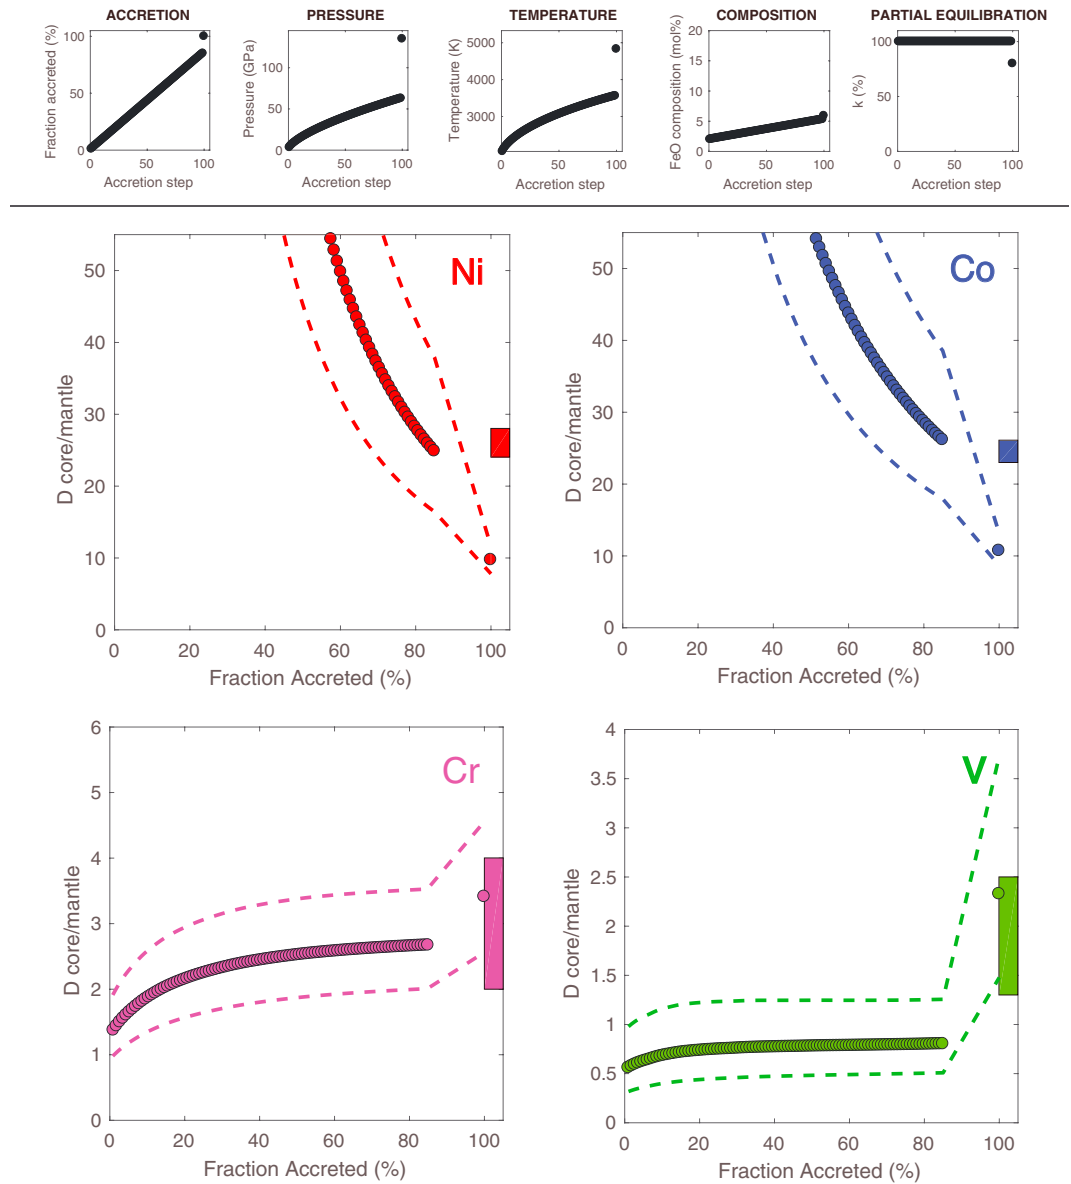 ACCRETION
PRESSURE
TEMPERATURE
COMPOSITION
PARTIAL EQUILIBRATION
Fraction accreted (%)
100
50
0
0 50 100
Accretion step
Pressure (GPa)
100
50
0
0 50 100
Accretion step
Temperature (K)
5000
4000
3000
0 50 100
Accretion step
FeO composition (mol%)
20
15
10
5
0
0 50 100
Accretion step
k (%)
100
50
0
0 50 100
Accretion step
Ni
D core/mantle
50
40
30
20
10
0
0 20 40 60 80 100
Fraction Accreted (%)
Co
D core/mantle
50
40
30
20
10
0
0 20 40 60 80 100
Fraction Accreted (%)
Cr
D core/mantle
6
5
4
3
2
1
0
0 20 40 60 80 100
Fraction Accreted (%)
V
D core/mantle
4
3.5
3
2.5
2
1.5
1
0.5
0
0 20 40 60 80 100
Fraction Accreted (%)